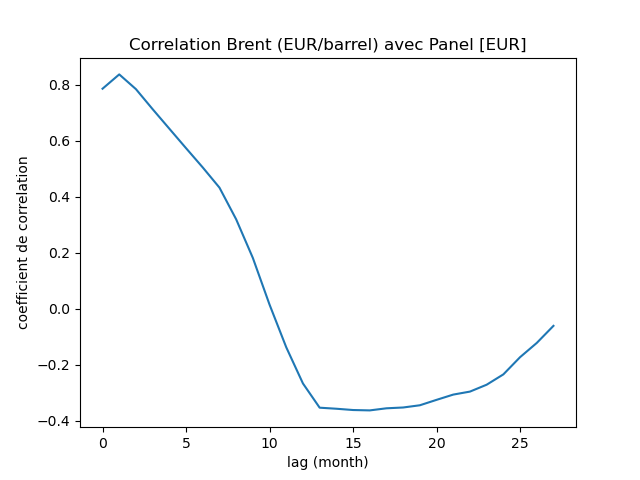 Correlation Brent (EUR/barrel) avec Panel [EUR]
coefficient de correlation
0.8
0.6
0.4
0.2
0.0
−0.2
−0.4
0 5 10 15 20 25
lag (month)